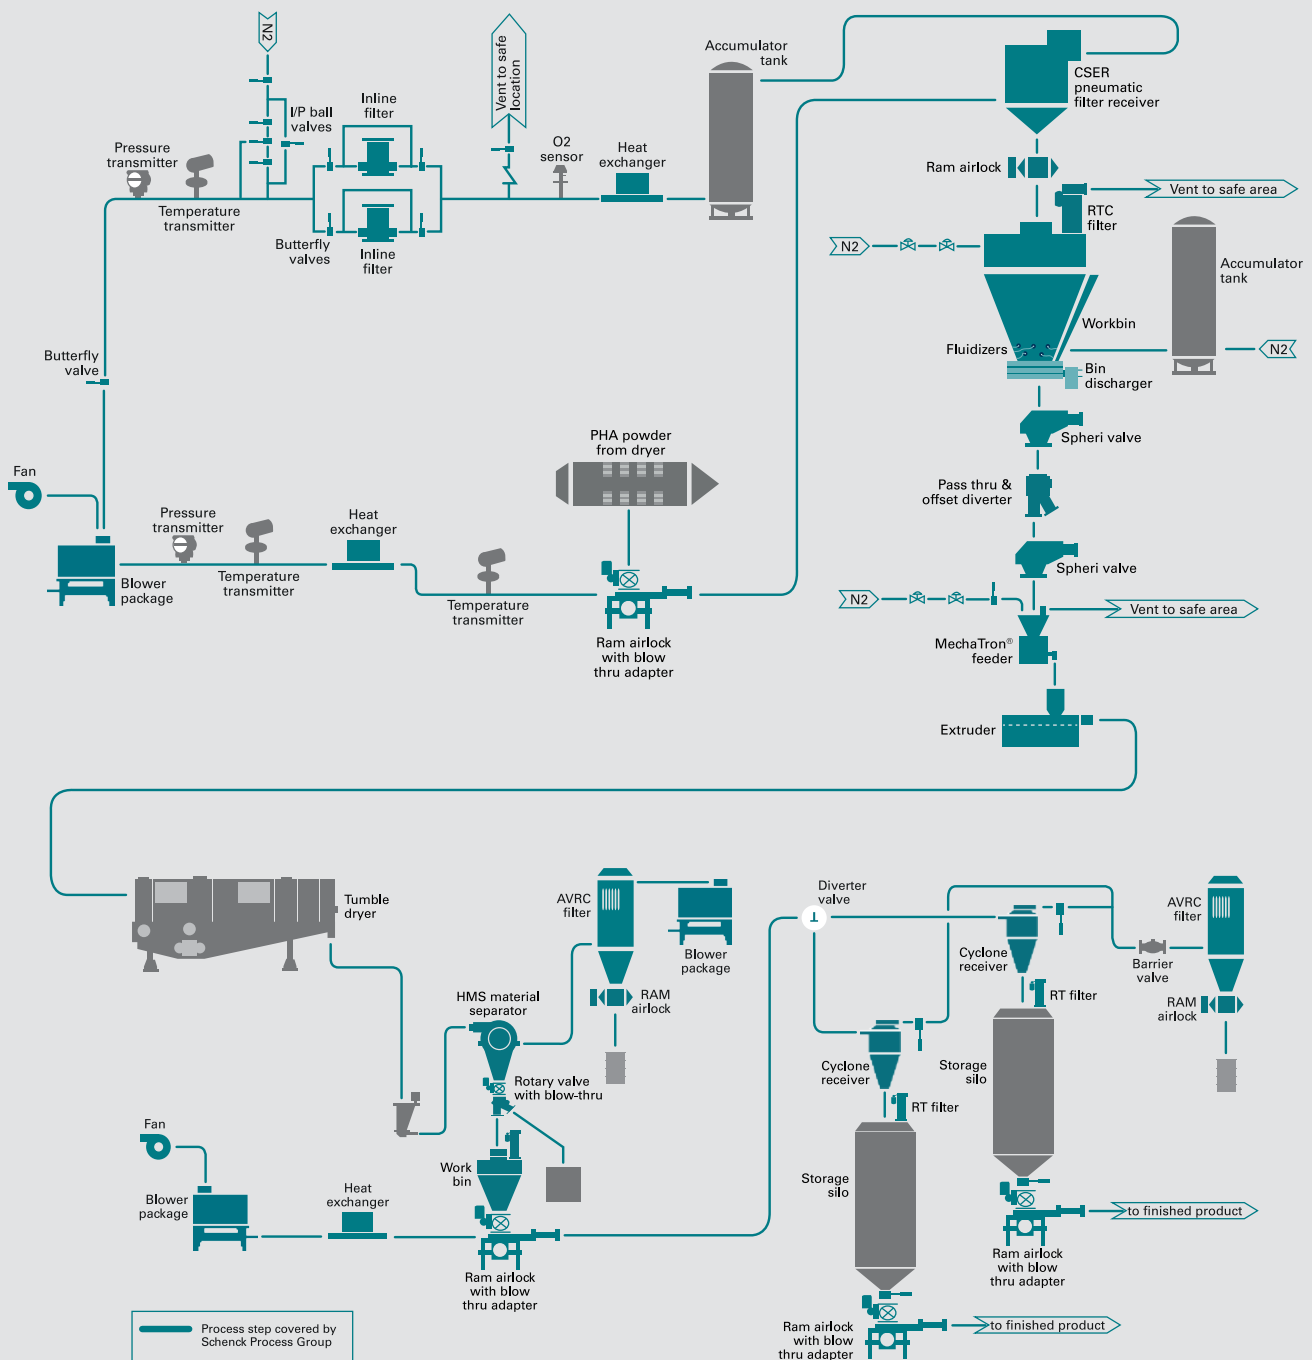 N2
Vent to safe
location
Accumulator
tank
CSER
pneumatic
filter receiver
I/P ball
valves
Inline
filter
Pressure
transmitter
O2
sensor
Heat
exchanger
Ram airlock
Vent to safe area
RTC
filter
Temperature
transmitter
Butterfly
valves
Inline
filter
N2
Accumulator
tank
Workbin
Fluidizers
N2
Butterfly
valve
Bin
discharger
Spheri valve
PHA powder
from dryer
Fan
Pass thru &
offset diverter
Pressure
transmitter
Heat
exchanger
Spheri valve
Blower
package
Temperature
transmitter
Temperature
transmitter
N2
Vent to safe area
Ram airlock
with blow
thru adapter
MechaTron®
feeder
Extruder
Tumble
dryer
AVRC
filter
Blower
package
Diverter
valve
AVRC
filter
Cyclone
receiver
Barrier
valve
HMS material
separator
RAM
airlock
RT filter
RAM
airlock
Cyclone
receiver
Storage
silo
Rotary valve
with blow-thru
RT filter
Fan
Work
bin
Storage
silo
Blower
package
Heat
exchanger
to finished product
Ram airlock
with blow
thru adapter
Ram airlock
with blow
thru adapter
to finished product
Ram airlock
with blow
thru adapter
Process step covered by
Schenck Process Group